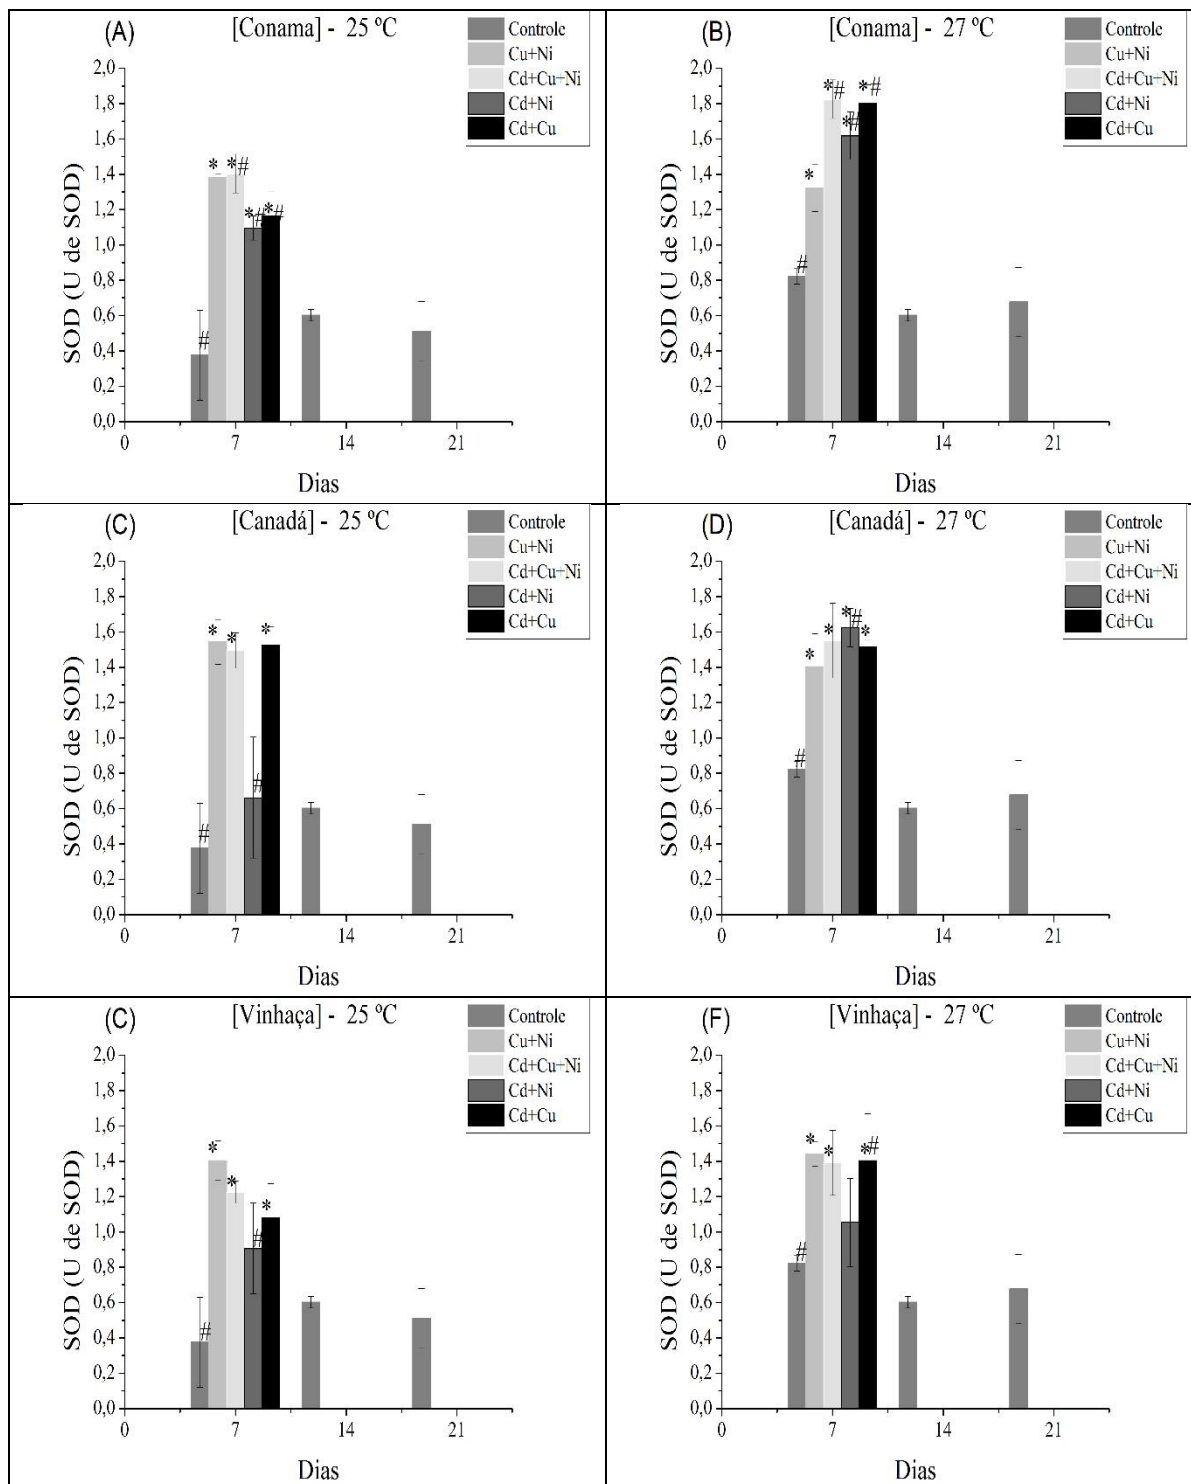 (A) [Conama] - 25 ºC
Controle
Cu+Ni
Cd+Cu+Ni
Cd+Ni
Cd+Cu
SOD (U de SOD)
2,0
1,8
1,6
1,4
1,2
1,0
0,8
0,6
0,4
0,2
0,0
* * # *# *#
#
0 7 14 21
Dias
(B) [Conama] - 27 ºC
Controle
Cu+Ni
Cd+Cu+Ni
Cd+Ni
Cd+Cu
SOD (U de SOD)
2,0
1,8
1,6
1,4
1,2
1,0
0,8
0,6
0,4
0,2
0,0
# * *# *# *#
0 7 14 21
Dias
(C) [Canadá] - 25 ºC
Controle
Cu+Ni
Cd+Cu+Ni
Cd+Ni
Cd+Cu
SOD (U de SOD)
2,0
1,8
1,6
1,4
1,2
1,0
0,8
0,6
0,4
0,2
0,0
# * * # *
0 7 14 21
Dias
(D) [Canadá] - 27 ºC
Controle
Cu+Ni
Cd+Cu+Ni
Cd+Ni
Cd+Cu
SOD (U de SOD)
2,0
1,8
1,6
1,4
1,2
1,0
0,8
0,6
0,4
0,2
0,0
# * * *# *
0 7 14 21
Dias
(C) [Vinhaça] - 25 ºC
Controle
Cu+Ni
Cd+Cu+Ni
Cd+Ni
Cd+Cu
SOD (U de SOD)
2,0
1,8
1,6
1,4
1,2
1,0
0,8
0,6
0,4
0,2
0,0
# * * # *
0 7 14 21
Dias
(F) [Vinhaça] - 27 ºC
Controle
Cu+Ni
Cd+Cu+Ni
Cd+Ni
Cd+Cu
SOD (U de SOD)
2,0
1,8
1,6
1,4
1,2
1,0
0,8
0,6
0,4
0,2
0,0
# * * *#
0 7 14 21
Dias